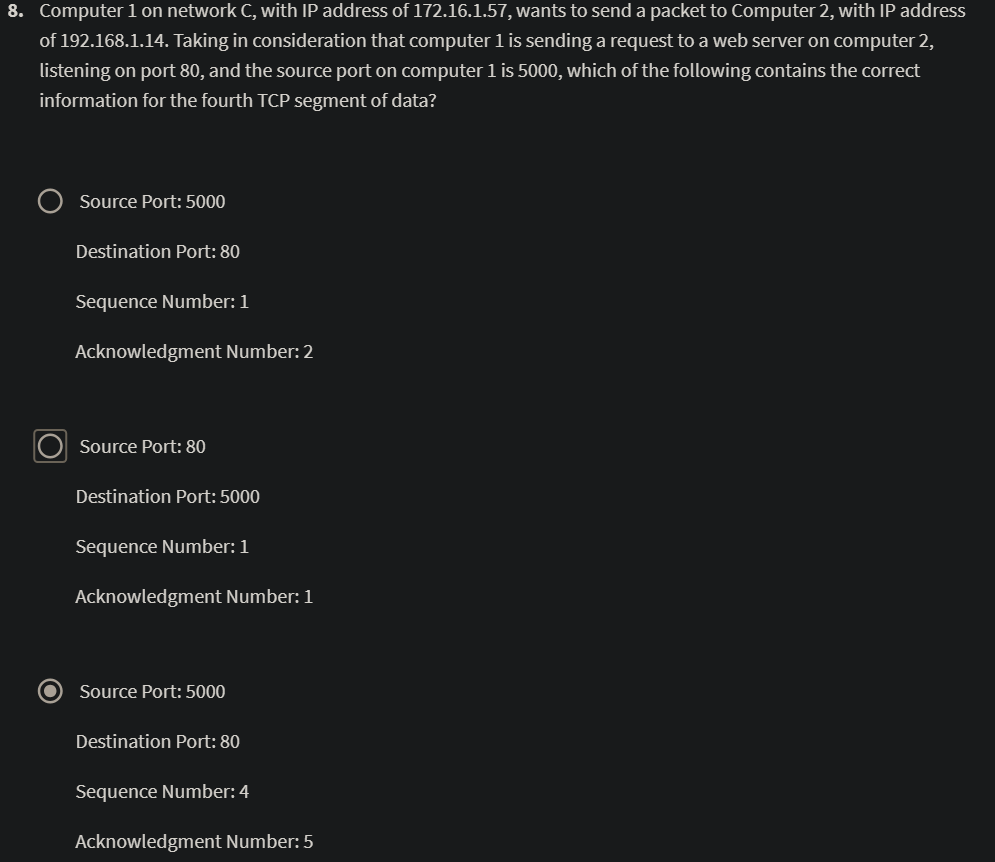 8. Computer 1 on network C, with IP address of 172.16.1.57, wants to send a packet to Computer 2, with IP address
of 192.168.1.14. Taking in consideration that computer 1 is sending a request to a web server on computer 2,
listening on port 80, and the source port on computer 1 is 5000, which of the following contains the correct
information for the fourth TCP segment of data?
Source Port: 5000
Destination Port: 80
Sequence Number: 1
Acknowledgment Number: 2
Source Port: 80
Destination Port: 5000
Sequence Number: 1
Acknowledgment Number: 1
Source Port: 5000
Destination Port: 80
Sequence Number: 4
Acknowledgment Number: 5